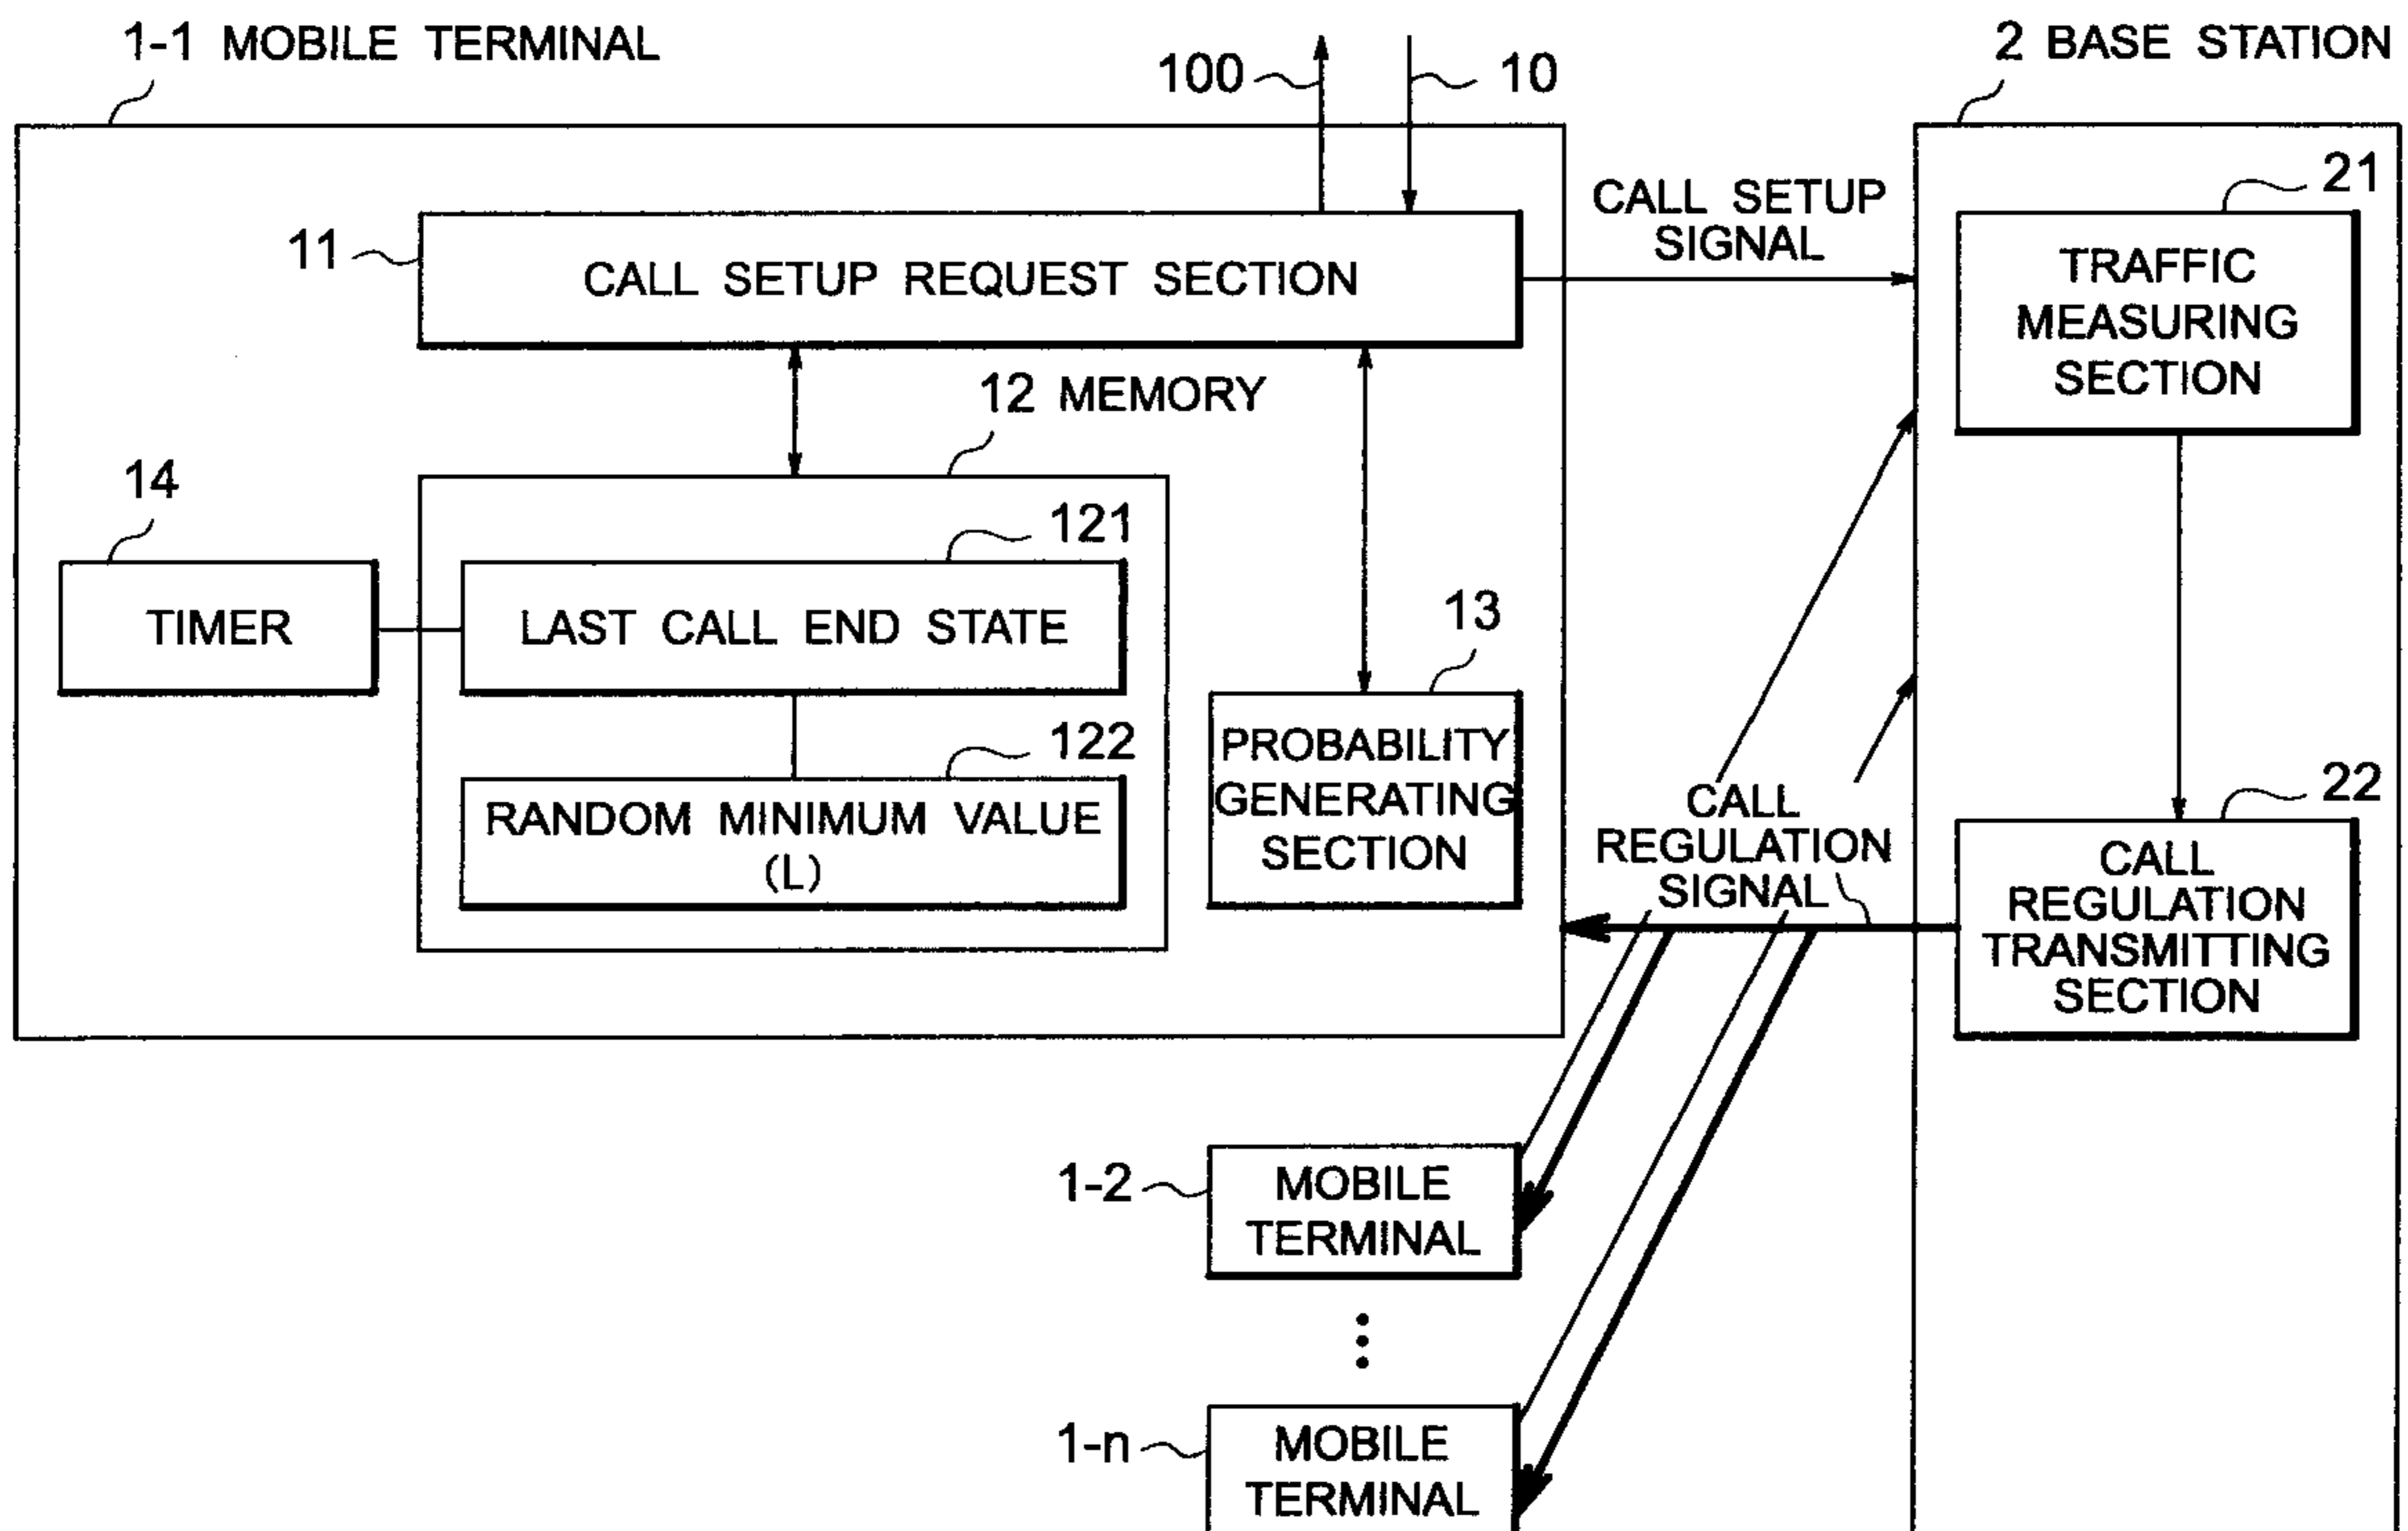 1-1 MOBILE TERMINAL
100
10
2 BASE STATION
11
CALL SETUP REQUEST SECTION
CALL SETUP
SIGNAL
21
TRAFFIC
MEASURING
SECTION
12 MEMORY
14
TIMER
121
LAST CALL END STATE
122
RANDOM MINIMUM VALUE
(L)
13
PROBABILITY
GENERATING
SECTION
CALL
REGULATION
SIGNAL
22
CALL
REGULATION
TRANSMITTING
SECTION
1-2
MOBILE
TERMINAL
1-n
MOBILE
TERMINAL